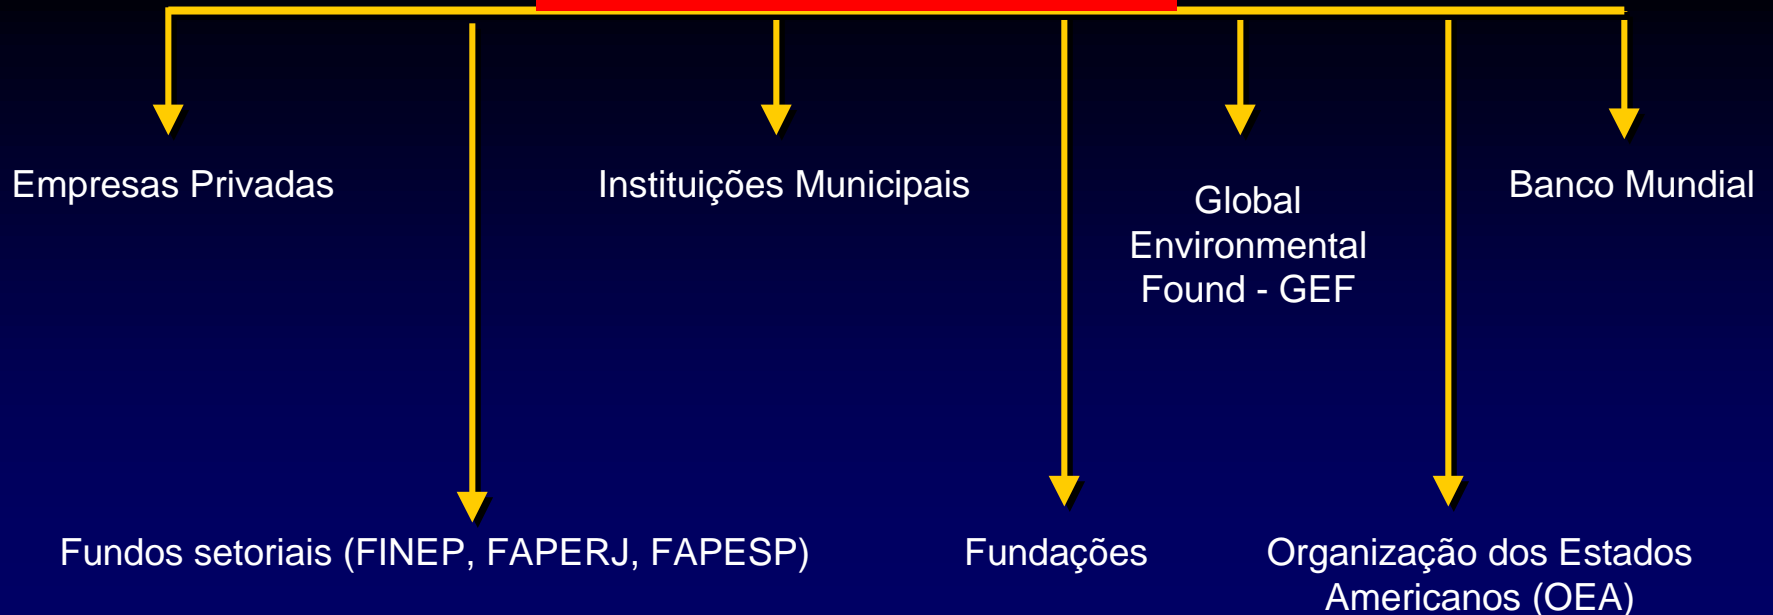 Empresas Privadas
Instituições Municipais
Global
Environmental
Found - GEF
Banco Mundial
Fundos setoriais (FINEP, FAPERJ, FAPESP)
Fundações
Organização dos Estados
Americanos (OEA)